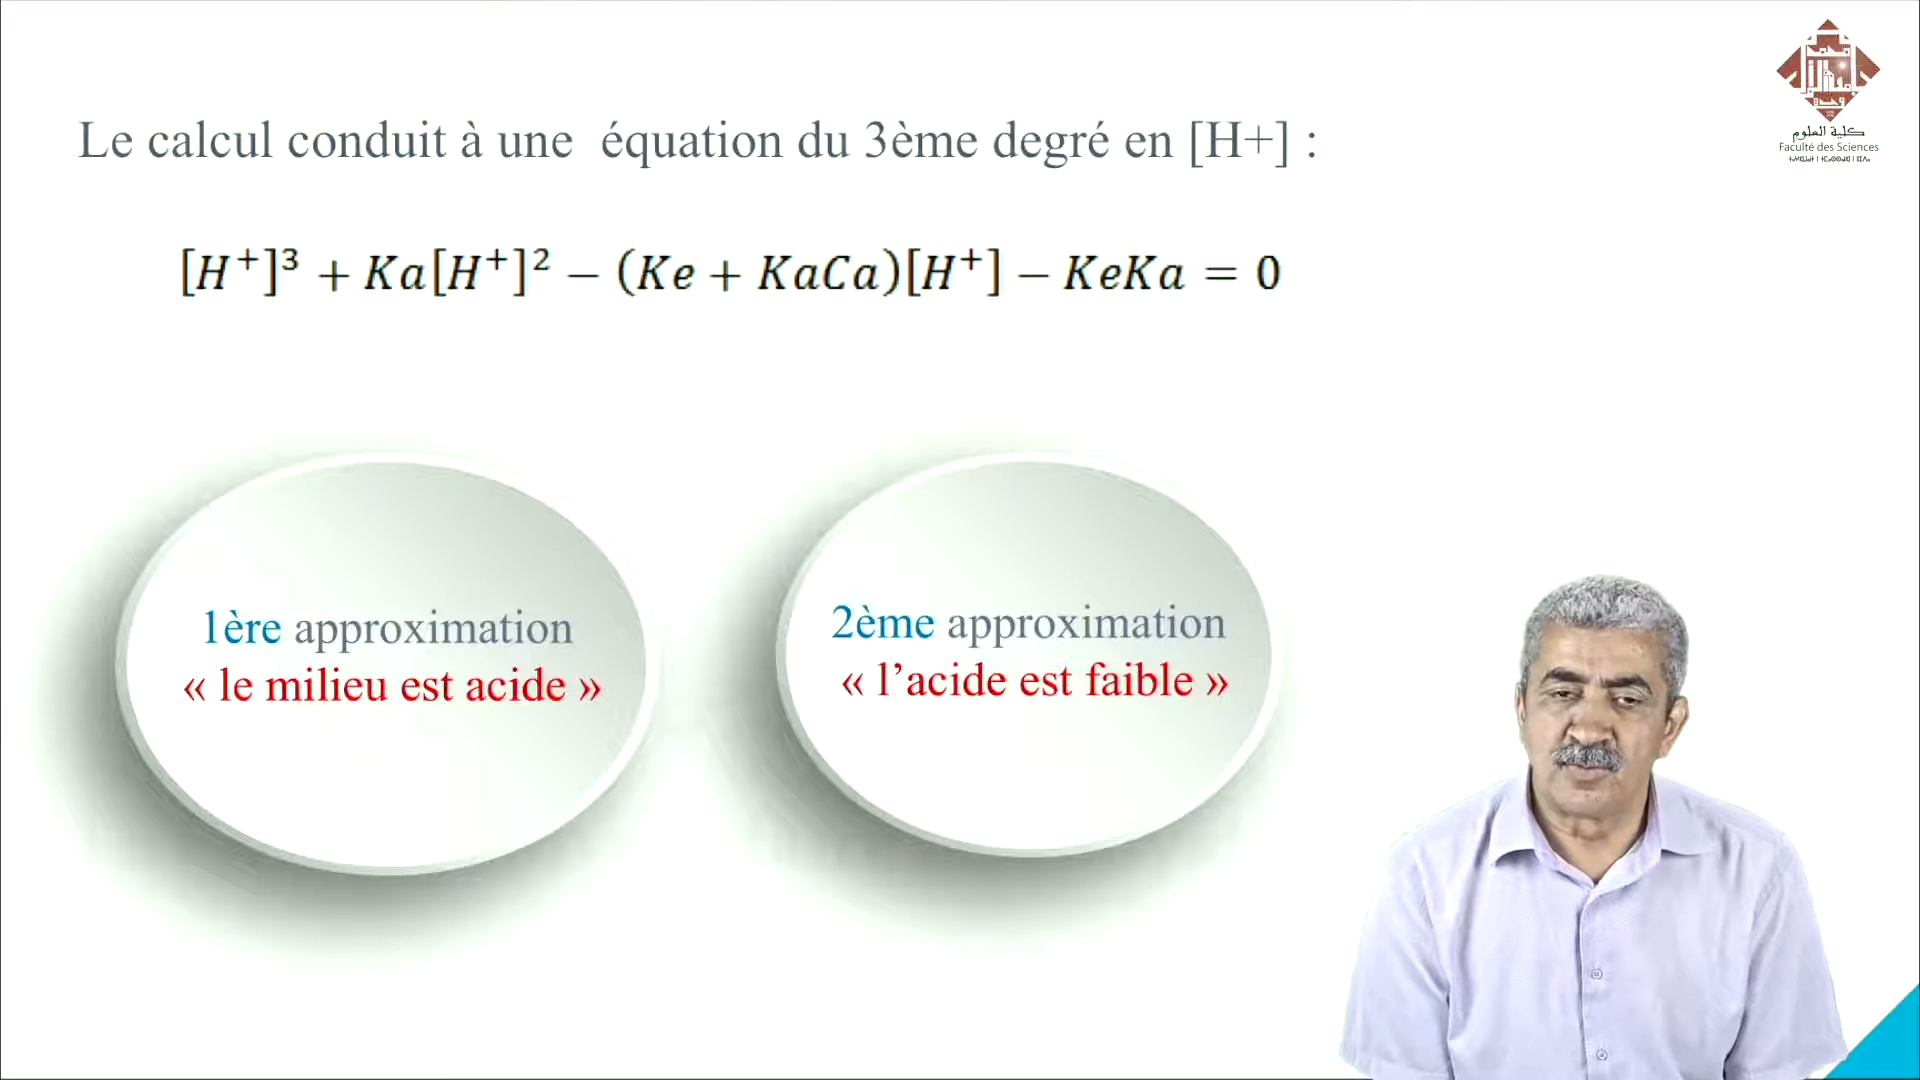 Le calcul conduit à une équation du 3ème degré en [H+] :
[H⁺]³ + Ka[H⁺]² − (Ke + KaCa)[H⁺] − KeKa = 0
1ère approximation
« le milieu est acide »
2ème approximation
« l’acide est faible »
كلية العلوم
Faculté des Sciences